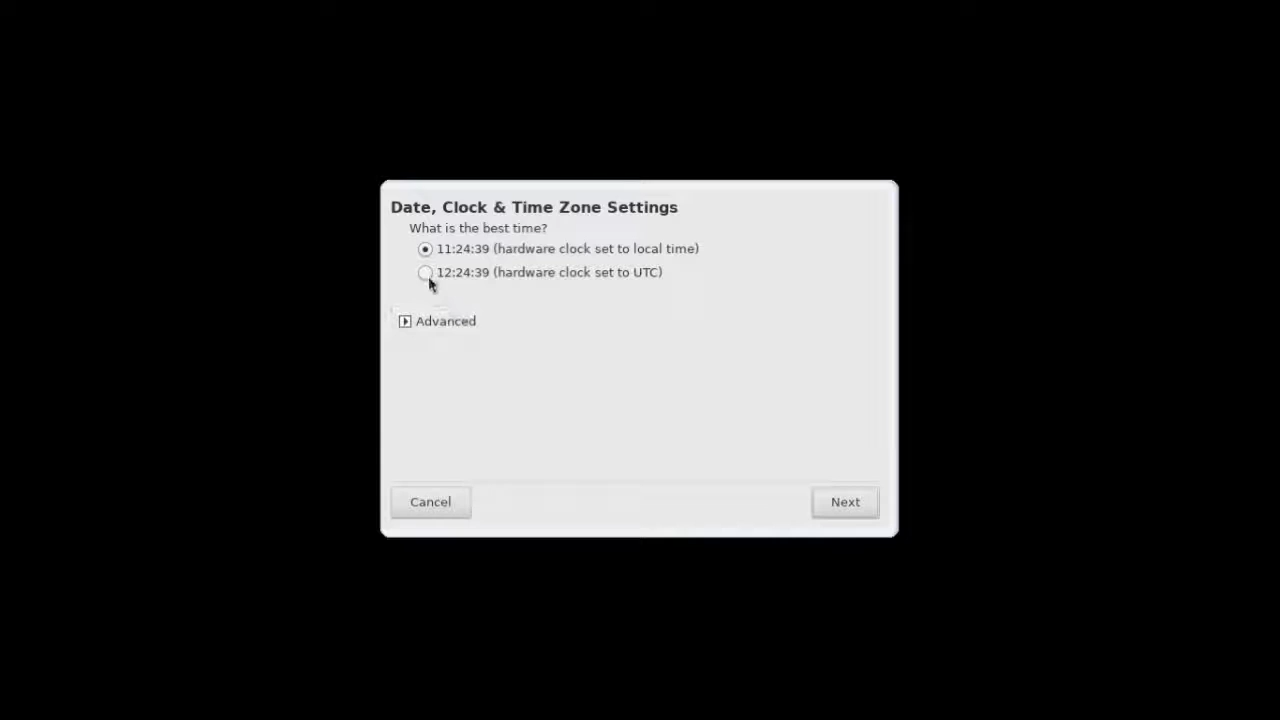 Date, Clock & Time Zone Settings
What is the best time?
11:24:39 (hardware clock set to local time)
12:24:39 (hardware clock set to UTC)
Advanced
Cancel
Next